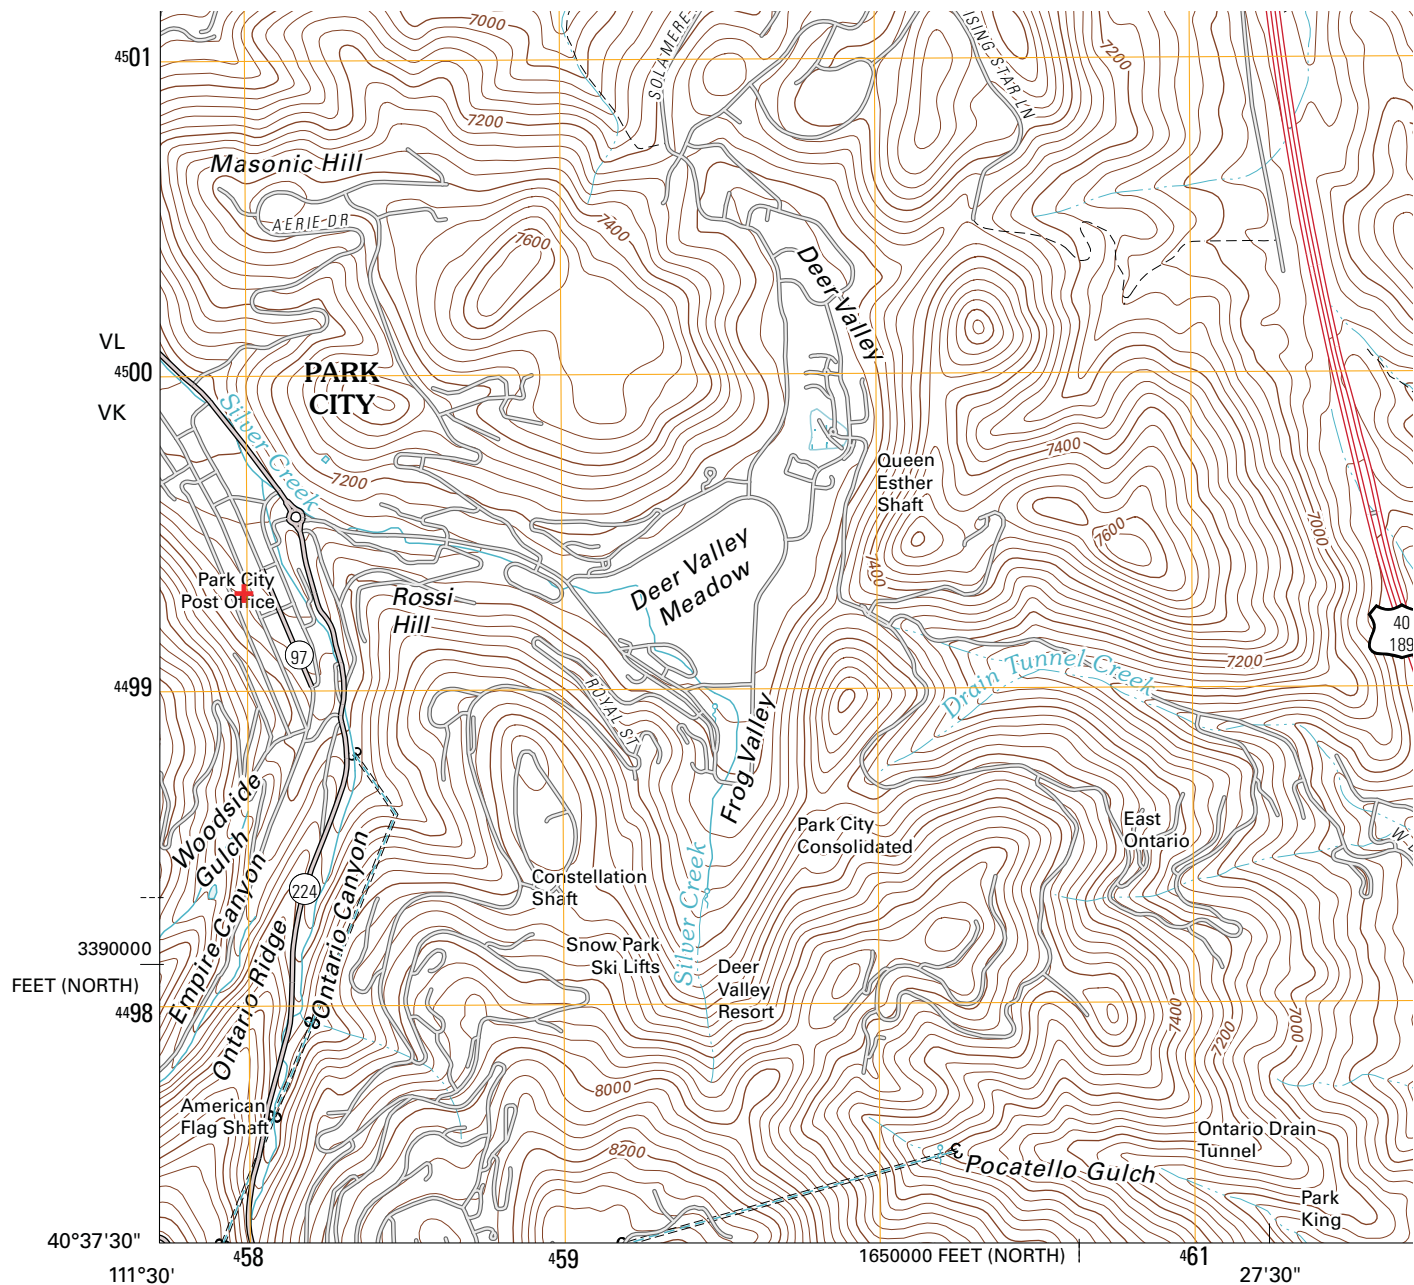 7000
SOLAMERE
ISING STAR LN
7200
4501
7200
Masonic Hill
AERIE DR
7400
7600
Deer Valley
VL
4500
VK
PARK
CITY
Silver Creek
7200
7400
Queen
Esther
Shaft
7600
7000
Deer Valley
Meadow
7400
Park City
Post Office
Rossi
Hill
40
189
97
7200
Drain Tunnel Creek
4499
ROYAL ST
Frog Valley
Woodside
Gulch
Park City
Consolidated
East
Ontario
W
Empire Canyon
224
Ontario Canyon
Constellation
Shaft
Silver Creek
3390000
FEET (NORTH)
Ontario Ridge
Snow Park
Ski Lifts
Deer
Valley
Resort
4498
7400
7200
7000
8000
American
Flag Shaft
8200
Ontario Drain
Tunnel
Pocatello Gulch
Park
King
40°37'30"
111°30'
458
459
1650000 FEET (NORTH)
461
27'30"